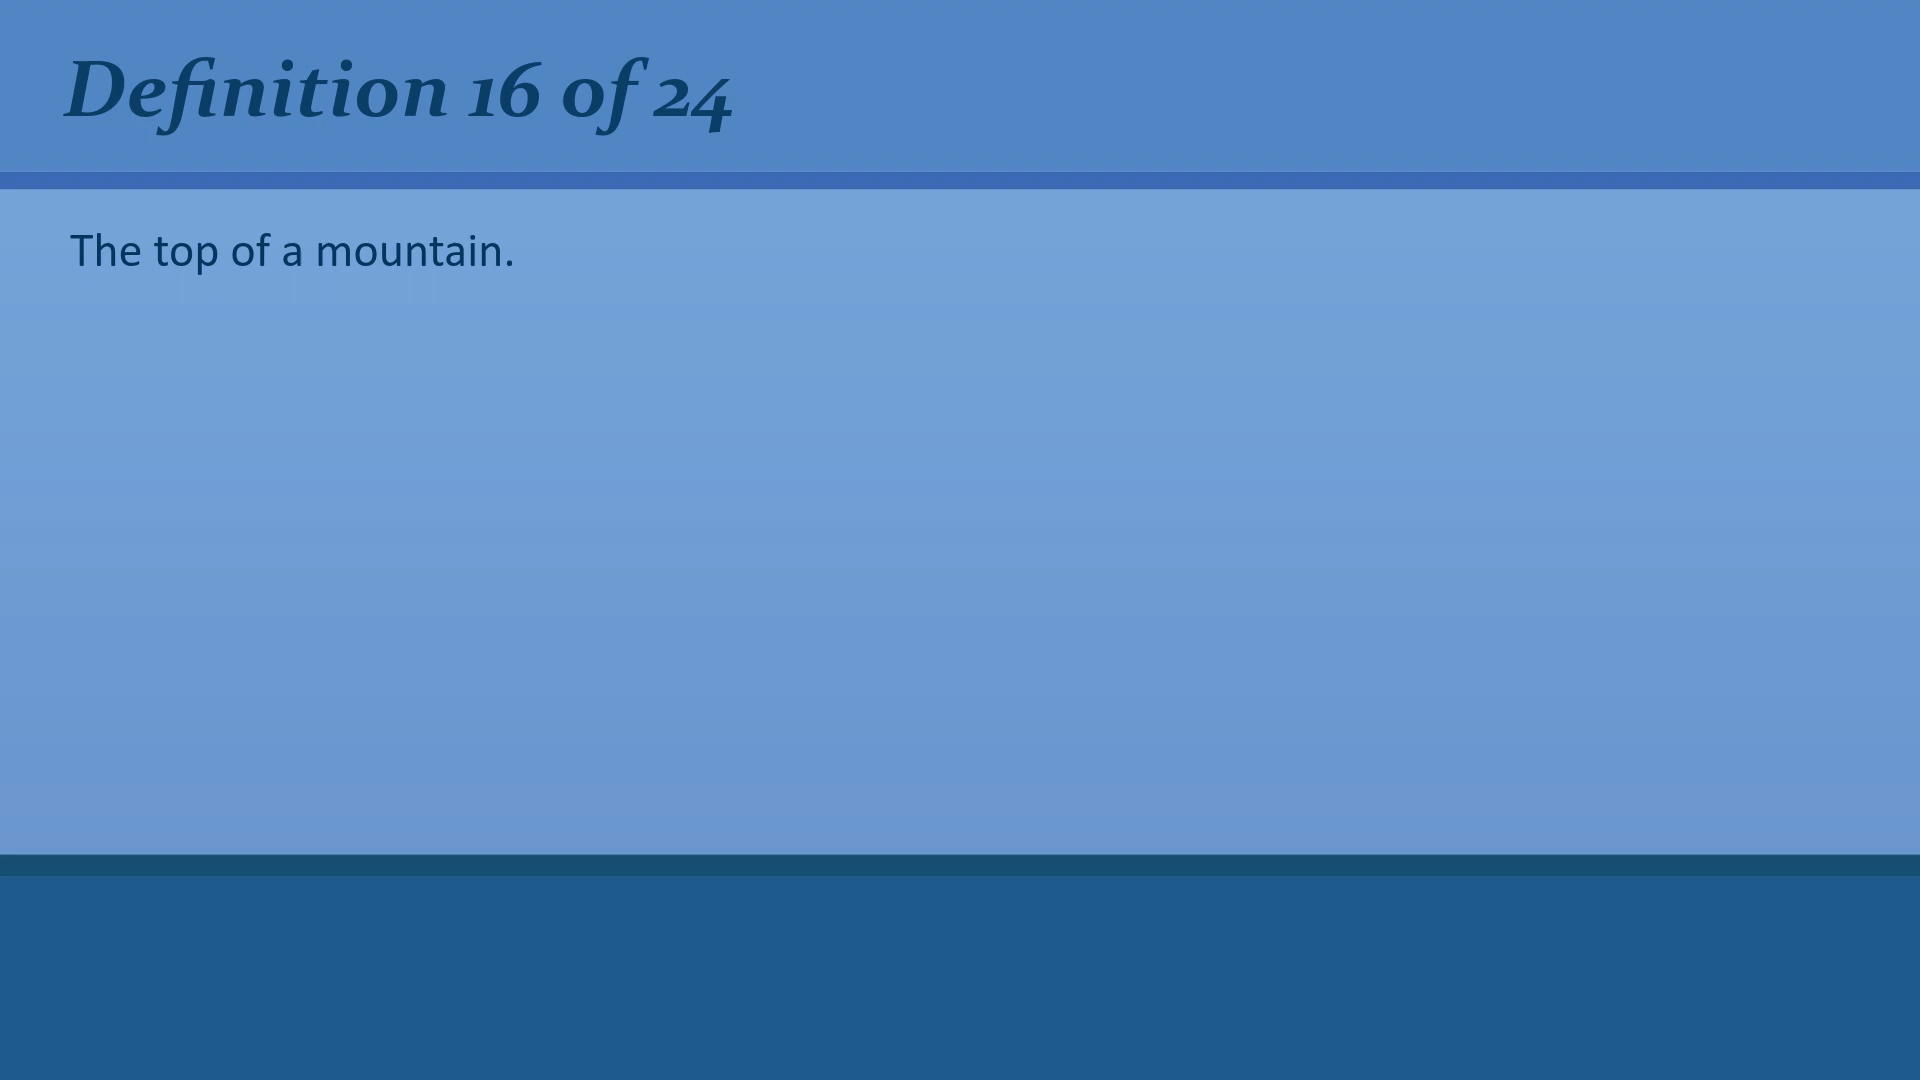 Definition 16 of 24
The top of a mountain.